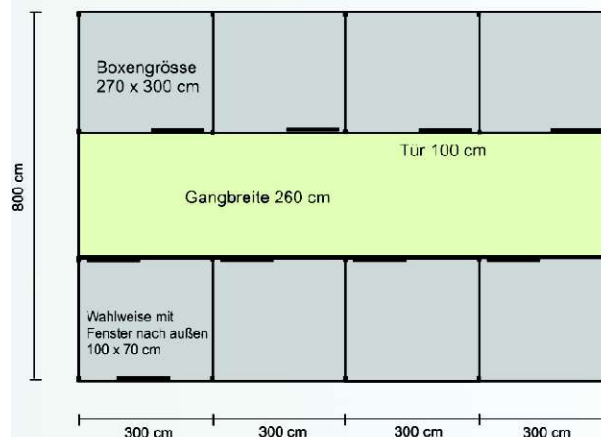 Boxengrösse
270 x 300 cm
Tür 100 cm
800 cm
Gangbreite 260 cm
Wahlweise mit
Fenster nach außen
100 x 70 cm
300 cm
300 cm
300 cm
300 cm